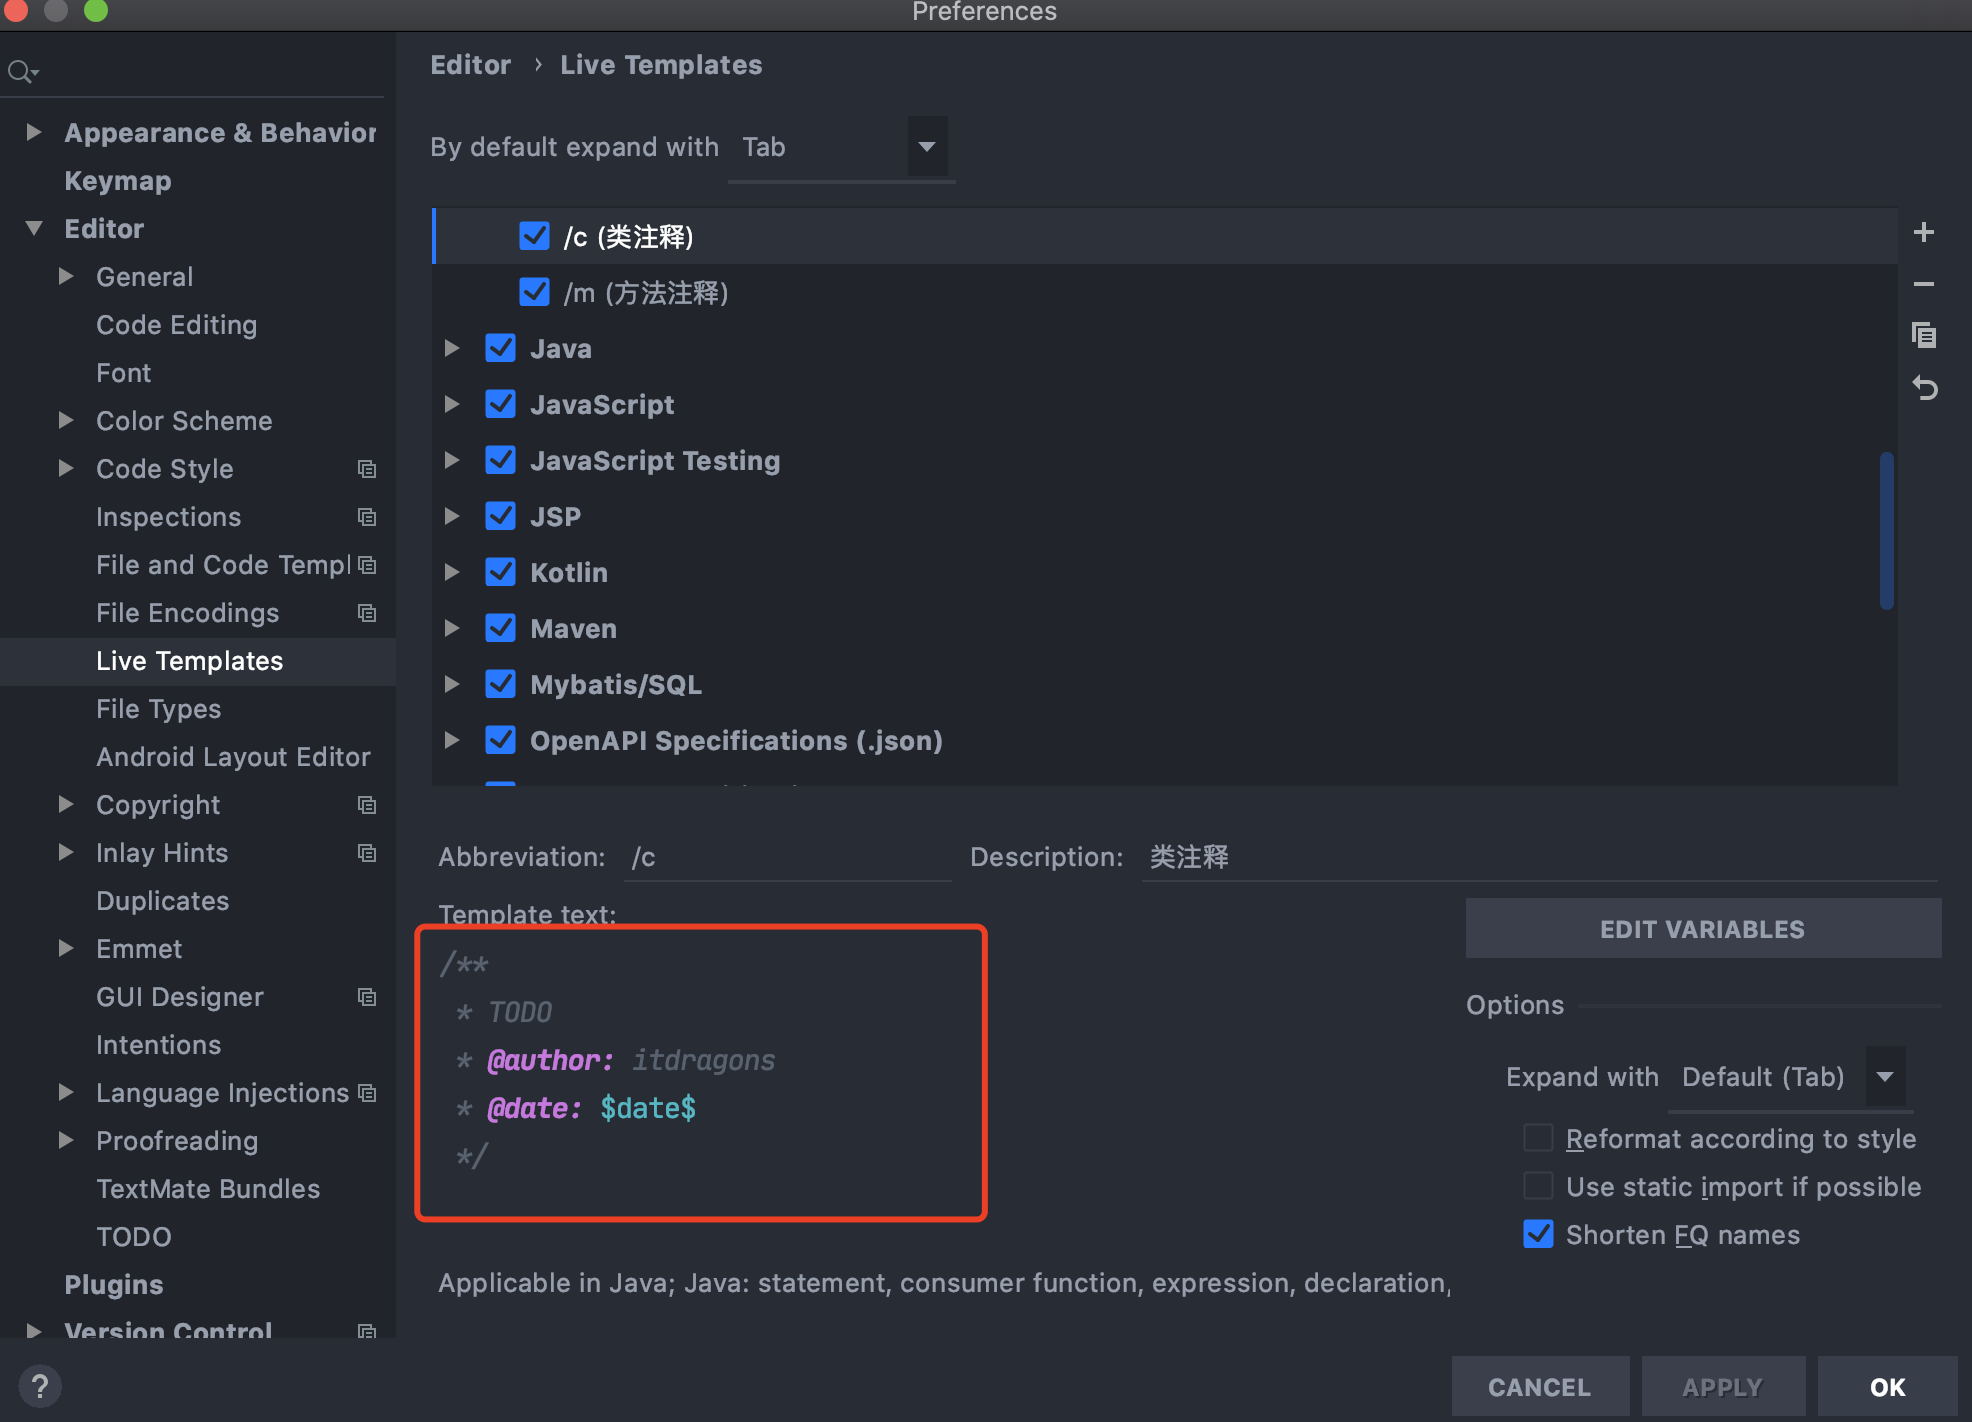 Preferences
Appearance & Behavior
Keymap
Editor
General
Code Editing
Font
Color Scheme
Code Style
Inspections
File and Code Templ
File Encodings
Live Templates
File Types
Android Layout Editor
Copyright
Inlay Hints
Duplicates
Emmet
GUI Designer
Intentions
Language Injections
Proofreading
TextMate Bundles
TODO
Plugins
Version Control
?
Editor › Live Templates
By default expand with Tab
/c (类注释)
/m (方法注释)
Java
JavaScript
JavaScript Testing
JSP
Kotlin
Maven
Mybatis/SQL
OpenAPI Specifications (.json)
Abbreviation: /c Description: 类注释
Template text:
/**
* TODO
* @author: itdragons
* @date: $date$
*/
EDIT VARIABLES
Options
Expand with Default (Tab)
Reformat according to style
Use static import if possible
Shorten FQ names
Applicable in Java; Java: statement, consumer function, expression, declaration,
CANCEL APPLY OK